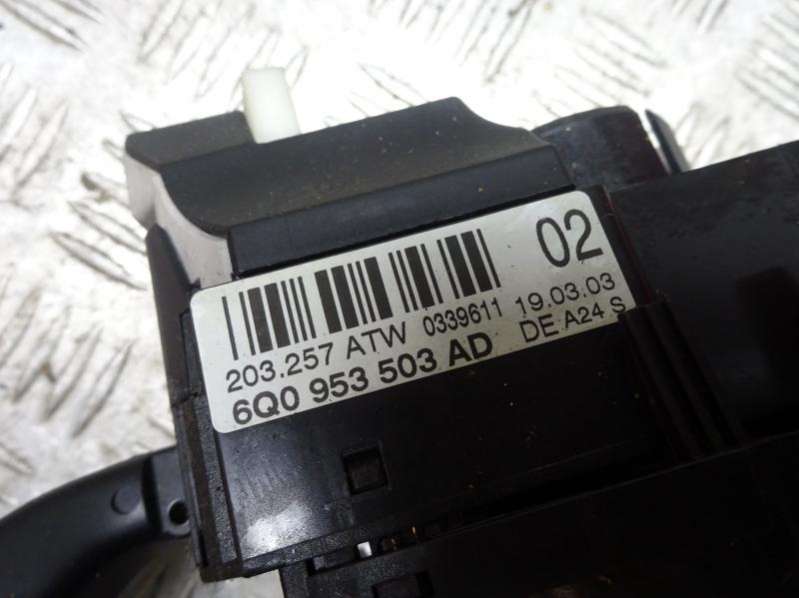 02
0339611 19.03.03
203.257 ATW DE A24 S
6Q0 953 503 AD